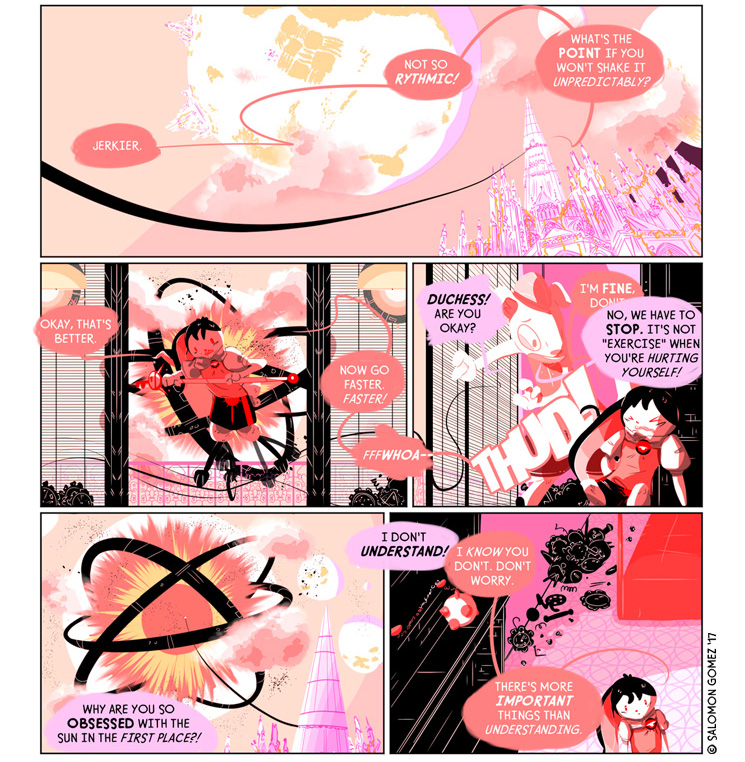 WHAT'S THE
POINT IF YOU
WON'T SHAKE IT
UNPREDICTABLY?
NOT SO
RYTHMIC!
JERKIER.
OKAY, THAT'S
BETTER.
NOW GO
FASTER.
FASTER!
FFFWHOA--
THUD!
DUCHESS!
ARE YOU
OKAY?
I'M FINE,
DON'T
NO, WE HAVE TO
STOP. IT'S NOT
"EXERCISE" WHEN
YOU'RE HURTING
YOURSELF!
WHY ARE YOU SO
OBSESSED WITH THE
SUN IN THE FIRST PLACE?!
I DON'T
UNDERSTAND!
I KNOW YOU
DON'T. DON'T
WORRY.
THERE'S MORE
IMPORTANT
THINGS THAN
UNDERSTANDING.
© SALOMON GOMEZ '17